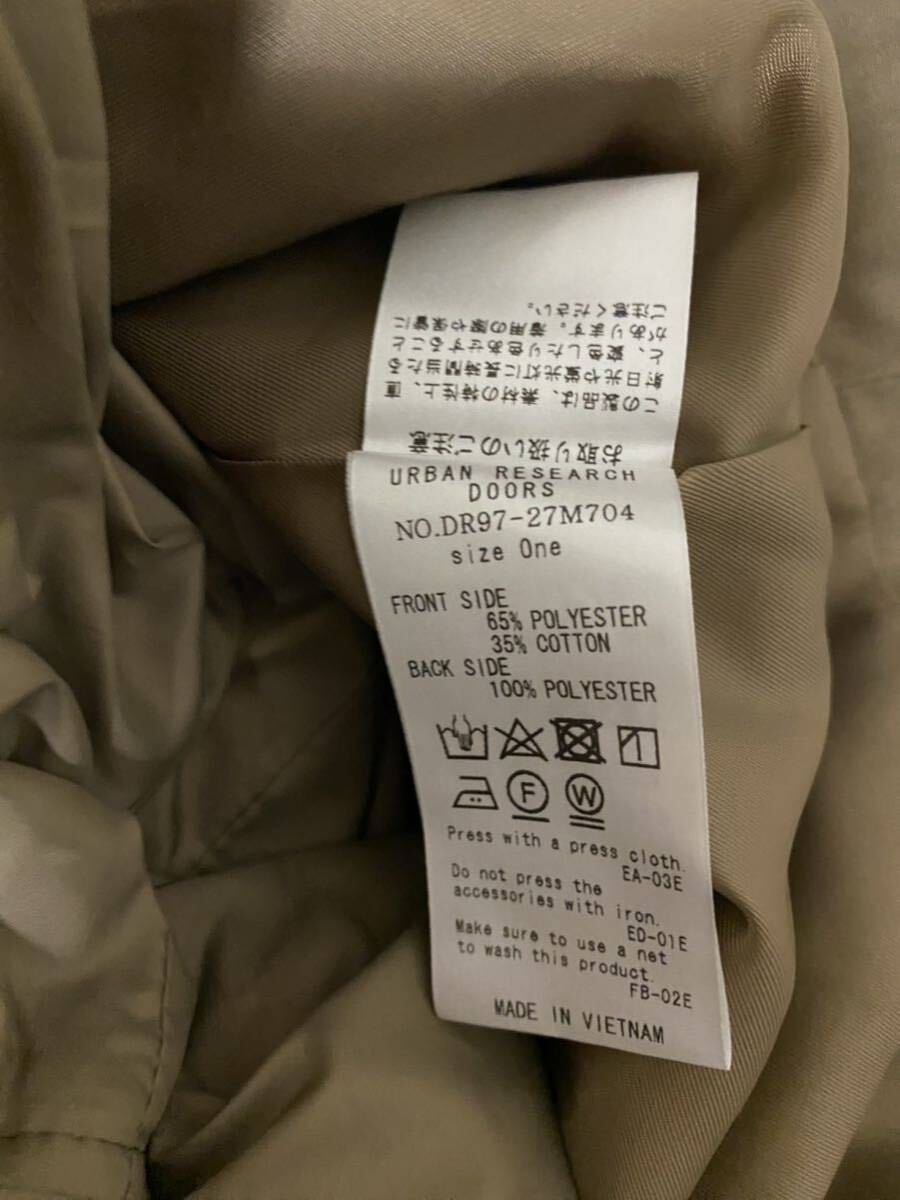 お取り扱いのご注意
この製品は、素材の特性上、直
射日光や蛍光灯に長時間当たる
と、変色したり色あせすること
があります。着用の際や保管に
ご注意ください。
URBAN RESEARCH
DOORS
NO.DR97-27M704
size One
FRONT SIDE
65% POLYESTER
35% COTTON
BACK SIDE
100% POLYESTER
F W
Press with a press cloth.
EA-03E
Do not press the
accessories with iron.
ED-01E
Make sure to use a net
to wash this product.
FB-02E
MADE IN VIETNAM